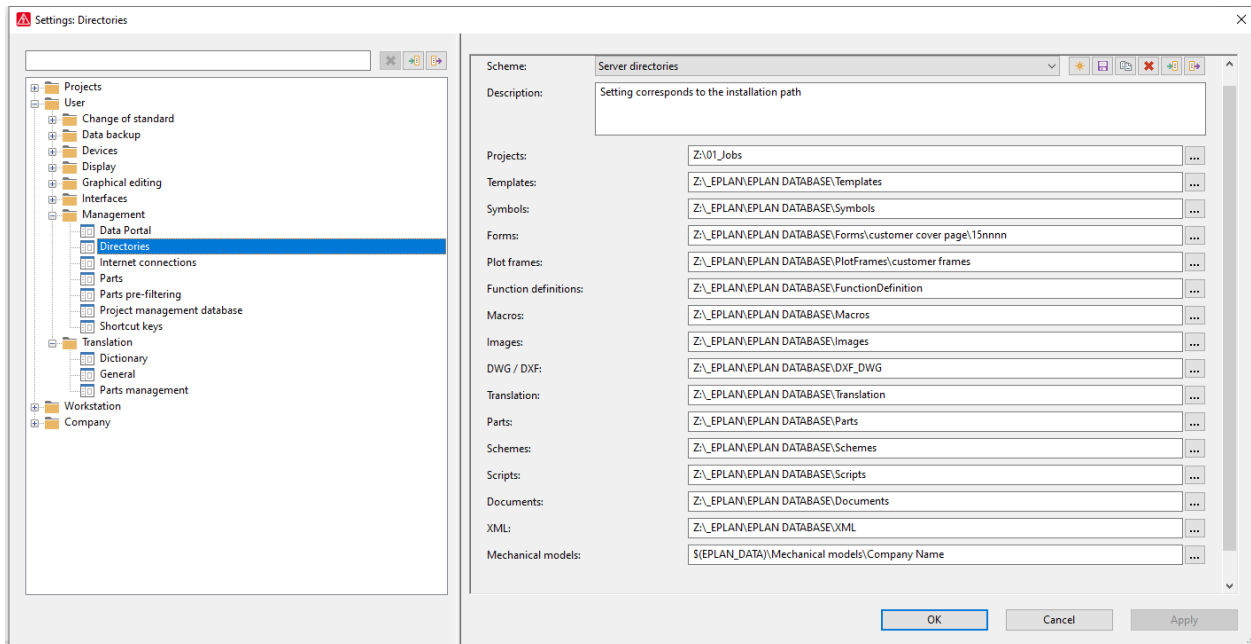 Settings: Directories
Projects
User
Change of standard
Data backup
Devices
Display
Graphical editing
Interfaces
Management
Data Portal
Directories
Internet connections
Parts
Parts pre-filtering
Project management database
Shortcut keys
Translation
Dictionary
General
Parts management
Workstation
Company
Scheme: Server directories
Description: Setting corresponds to the installation path
Projects: Z:\01_Jobs ...
Templates: Z:\_EPLAN\EPLAN DATABASE\Templates ...
Symbols: Z:\_EPLAN\EPLAN DATABASE\Symbols ...
Forms: Z:\_EPLAN\EPLAN DATABASE\Forms\customer cover page\15nnnn ...
Plot frames: Z:\_EPLAN\EPLAN DATABASE\PlotFrames\customer frames ...
Function definitions: Z:\_EPLAN\EPLAN DATABASE\FunctionDefinition ...
Macros: Z:\_EPLAN\EPLAN DATABASE\Macros ...
Images: Z:\_EPLAN\EPLAN DATABASE\Images ...
DWG / DXF: Z:\_EPLAN\EPLAN DATABASE\DXF_DWG ...
Translation: Z:\_EPLAN\EPLAN DATABASE\Translation ...
Parts: Z:\_EPLAN\EPLAN DATABASE\Parts ...
Schemes: Z:\_EPLAN\EPLAN DATABASE\Schemes ...
Scripts: Z:\_EPLAN\EPLAN DATABASE\Scripts ...
Documents: Z:\_EPLAN\EPLAN DATABASE\Documents ...
XML: Z:\_EPLAN\EPLAN DATABASE\XML ...
Mechanical models: $(EPLAN_DATA)\Mechanical models\Company Name ...
OK Cancel Apply